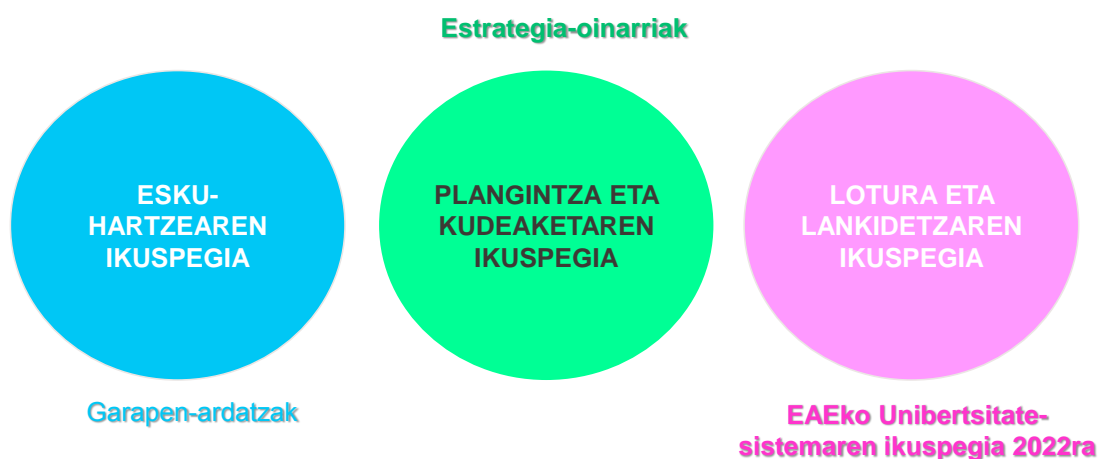 Estrategia-oinarriak
ESKU-
HARTZEAREN
IKUSPEGIA
PLANGINTZA ETA
KUDEAKETAREN
IKUSPEGIA
LOTURA ETA
LANKIDETZAREN
IKUSPEGIA
Garapen-ardatzak
EAEko Unibertsitate-
sistemaren ikuspegia 2022ra